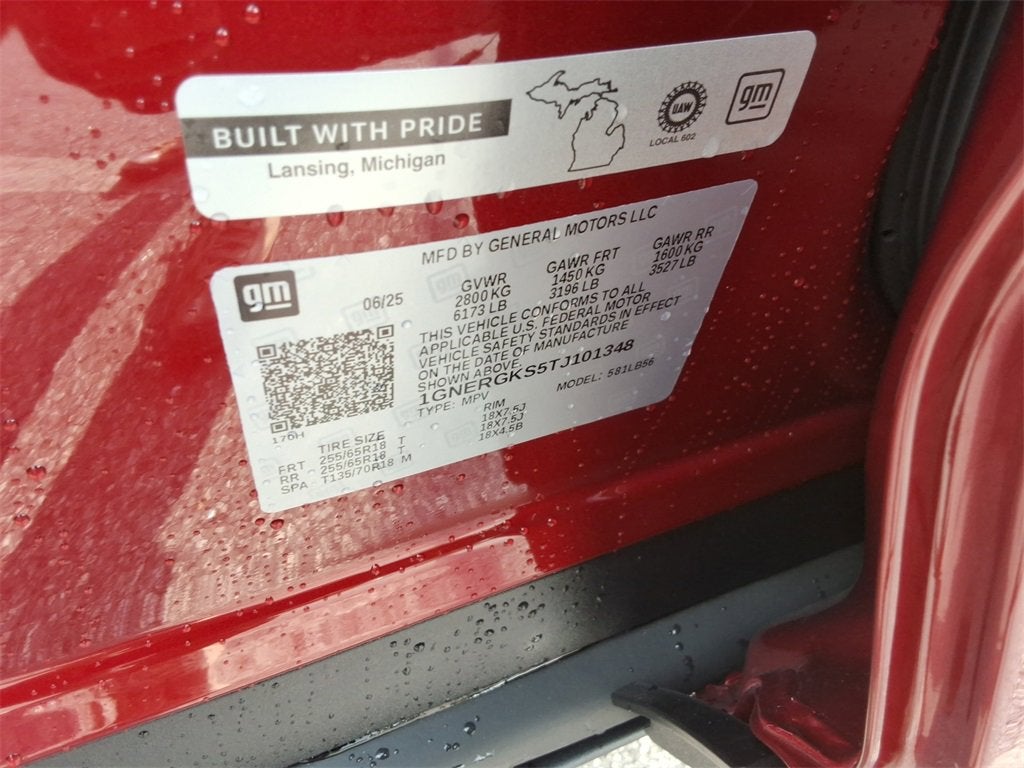 BUILT WITH PRIDE
Lansing, Michigan
UAW
LOCAL 602
gm
MFD BY GENERAL MOTORS LLC
gm
06/25
GVWR GAWR FRT GAWR RR
2800 KG 1450 KG 1600 KG
6173 LB 3196 LB 3527 LB
THIS VEHICLE CONFORMS TO ALL
APPLICABLE U.S. FEDERAL MOTOR
VEHICLE SAFETY STANDARDS IN EFFECT
ON THE DATE OF MANUFACTURE
SHOWN ABOVE.
1GNERGKS5TJ101348
TYPE: MPV MODEL: 581LB56
176H
TIRE SIZE RIM
FRT 255/65R18 T 18X7.5J
RR 255/65R18 T 18X7.5J
SPA T135/70R18 M 18X4.5B